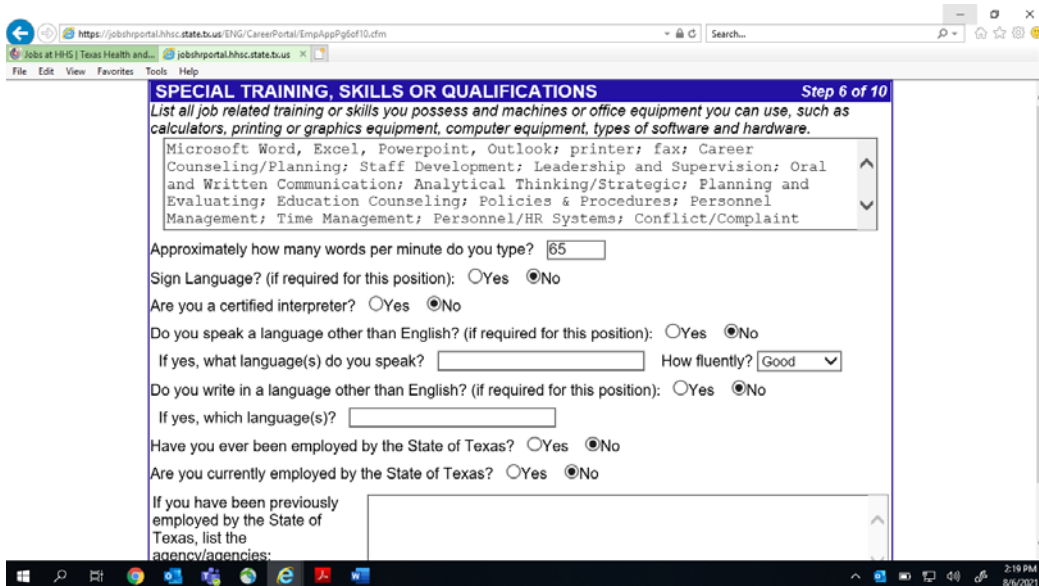 https://jobshrportal.hhsc.state.tx.us/ENG/CareerPortal/EmpAppPg6of10.cfm
Search...
Jobs at HHS | Texas Health and...
jobshrportal.hhsc.state.tx.us
File Edit View Favorites Tools Help
SPECIAL TRAINING, SKILLS OR QUALIFICATIONS Step 6 of 10
List all job related training or skills you possess and machines or office equipment you can use, such as
calculators, printing or graphics equipment, computer equipment, types of software and hardware.
Microsoft Word, Excel, Powerpoint, Outlook; printer; fax; Career
Counseling/Planning; Staff Development; Leadership and Supervision; Oral
and Written Communication; Analytical Thinking/Strategic; Planning and
Evaluating; Education Counseling; Policies & Procedures; Personnel
Management; Time Management; Personnel/HR Systems; Conflict/Complaint
Approximately how many words per minute do you type? 65
Sign Language? (if required for this position): Yes No
Are you a certified interpreter? Yes No
Do you speak a language other than English? (if required for this position): Yes No
If yes, what language(s) do you speak? How fluently? Good
Do you write in a language other than English? (if required for this position): Yes No
If yes, which language(s)?
Have you ever been employed by the State of Texas? Yes No
Are you currently employed by the State of Texas? Yes No
If you have been previously
employed by the State of
Texas, list the
agency/agencies:
2:19 PM
8/6/2021